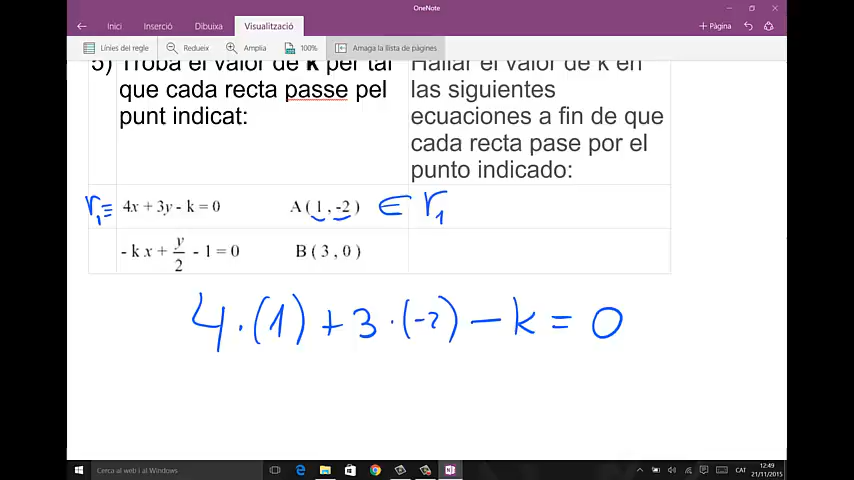 OneNote
Inici Inserció Dibuixa Visualització + Pàgina
Línies del regle Redueix Amplia 100% Amaga la llista de pàgines
5) Troba el valor de k per tal
que cada recta passe pel
punt indicat:
Hallar el valor de k en
las siguientes
ecuaciones a fin de que
cada recta pase por el
punto indicado:
r₁≡ 4x + 3y - k = 0 A ( 1 , -2 ) ∈ r₁
- k x + y/2 - 1 = 0 B ( 3 , 0 )
4·(1)+3·(-2)-k=0
Cerca al web i al Windows
CAT
12:49
21/11/2015